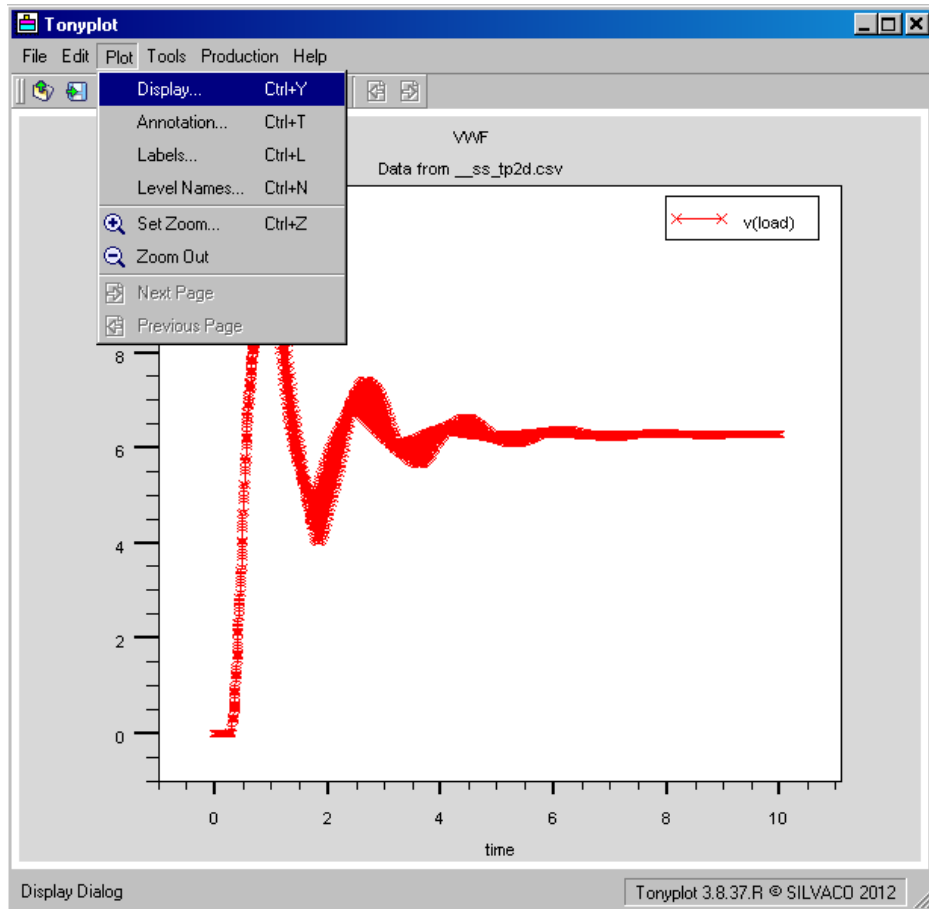 Tonyplot
File Edit Plot Tools Production Help
Display... Ctrl+Y
Annotation... Ctrl+T
Labels... Ctrl+L
Level Names... Ctrl+N
Set Zoom... Ctrl+Z
Zoom Out
Next Page
Previous Page
VWF
Data from __ss_tp2d.csv
v(load)
8
6
4
2
0
0 2 4 6 8 10
time
Display Dialog
Tonyplot 3.8.37.R © SILVACO 2012